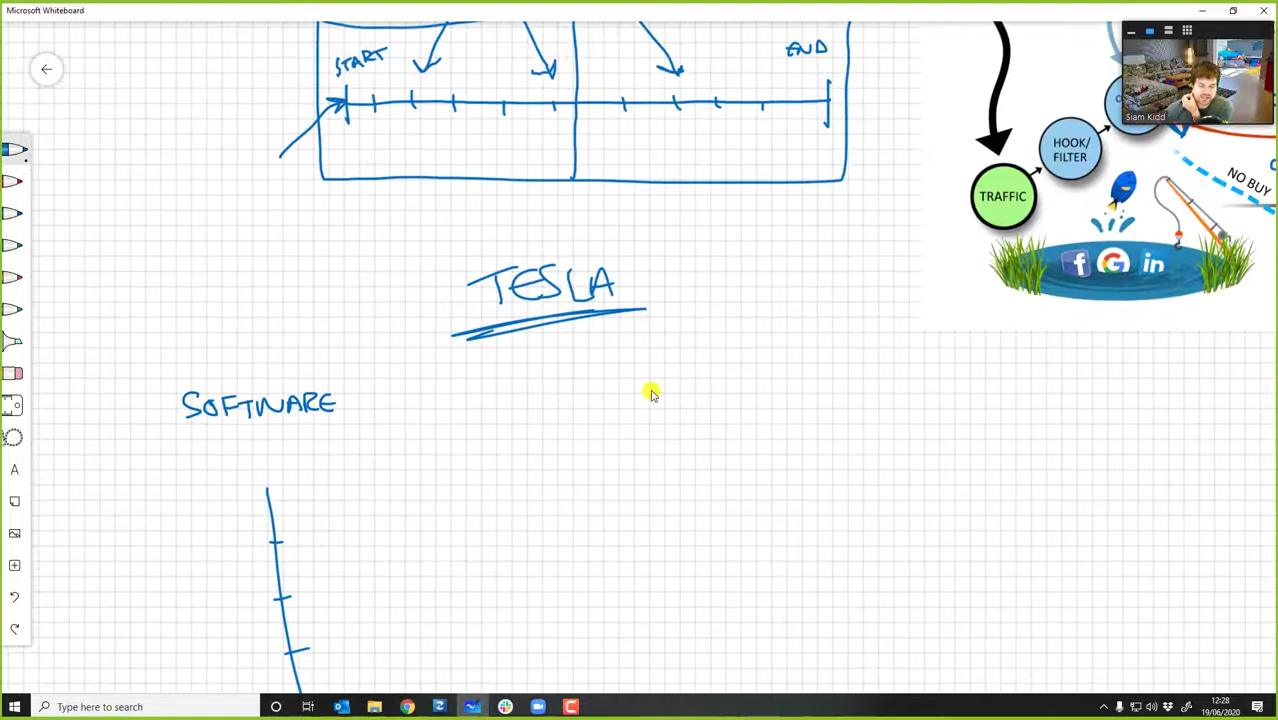 Microsoft Whiteboard
START
END
Siam Kidd
HOOK/
FILTER
TRAFFIC
NO BUY
f G in
TESLA
SOFTWARE
A
Type here to search
12:28
19/06/2020